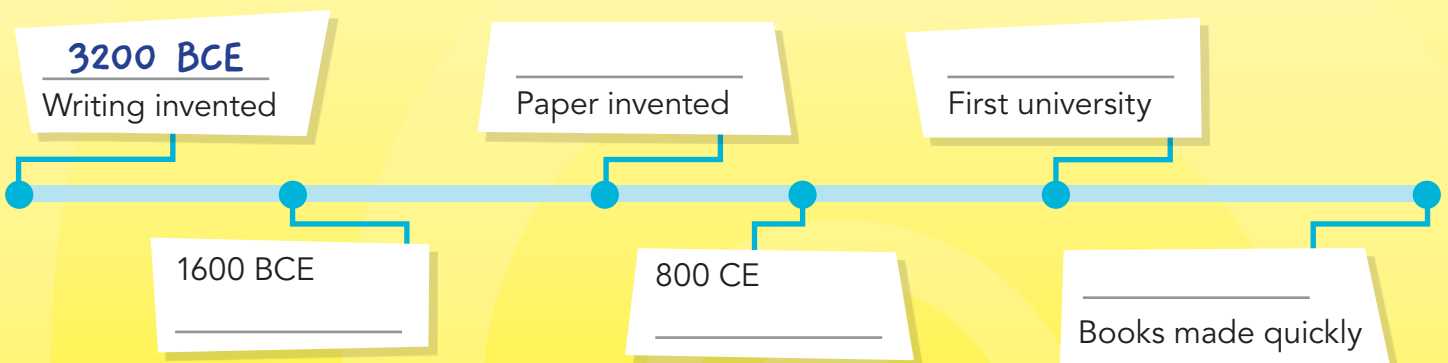 3200 BCE
Writing invented
Paper invented
First university
1600 BCE
800 CE
Books made quickly